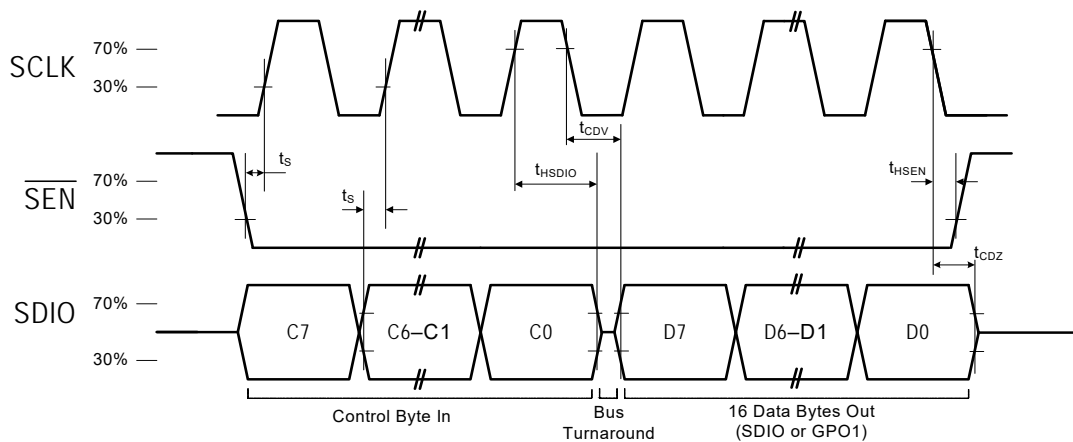 SCLK
70%
30%
tS
tCDV
tHSDIO
tS
tHSEN
tCDZ
SEN
70%
30%
SDIO
70%
30%
C7
C6–C1
C0
D7
D6–D1
D0
Control Byte In
Bus
Turnaround
16 Data Bytes Out
(SDIO or GPO1)